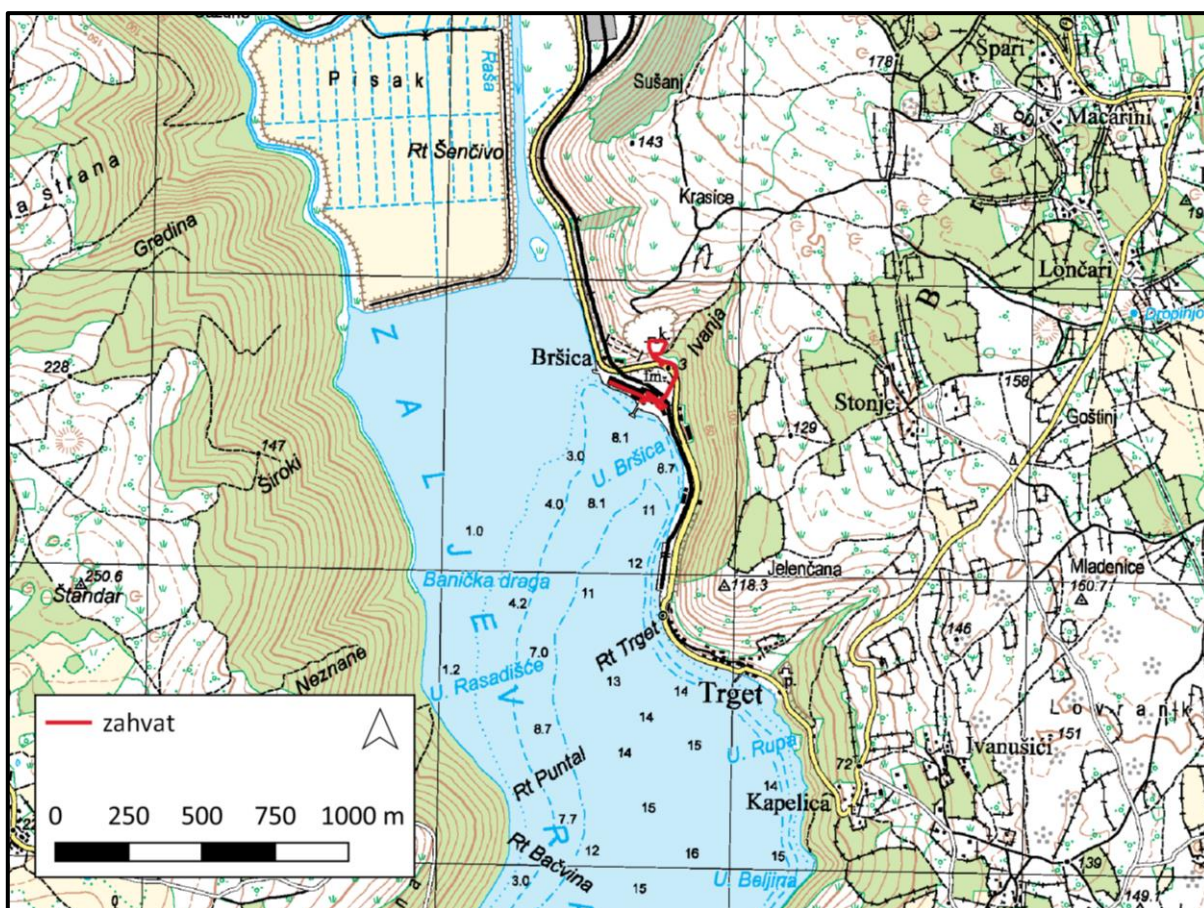 Špari
178
P i s a k
Raša
Sušanj
Macarini
šk.
Rt Šenčivo
143
strana
Krasice
Gredina
Lončari
B
Dropinjo
Z A L J E V R
Bršica
k
Ivanja
3
228
158
Stonje
Goštinj
147
Široki
8.1
129
3.0
U. Bršica
8.7
4.0
8.1
11
1.0
12
Jelenčana
Mladenice
250.6
Štandar
Banička draga
11
118.3
160.7
4.2
Rt Trget
146
Neznane
7.0
1.2
U. Rasadišče
13
14
Trget
p.
L o v r a n i k
zahvat
8.7
14
15
U. Rupa
Ivanušići
151
14
Rt Puntal
14
72
0 250 500 750 1000 m
15
Kapelica
7.7
12
16
15
139
Rt Bačvina
3.0
15
U. Beljina
149.